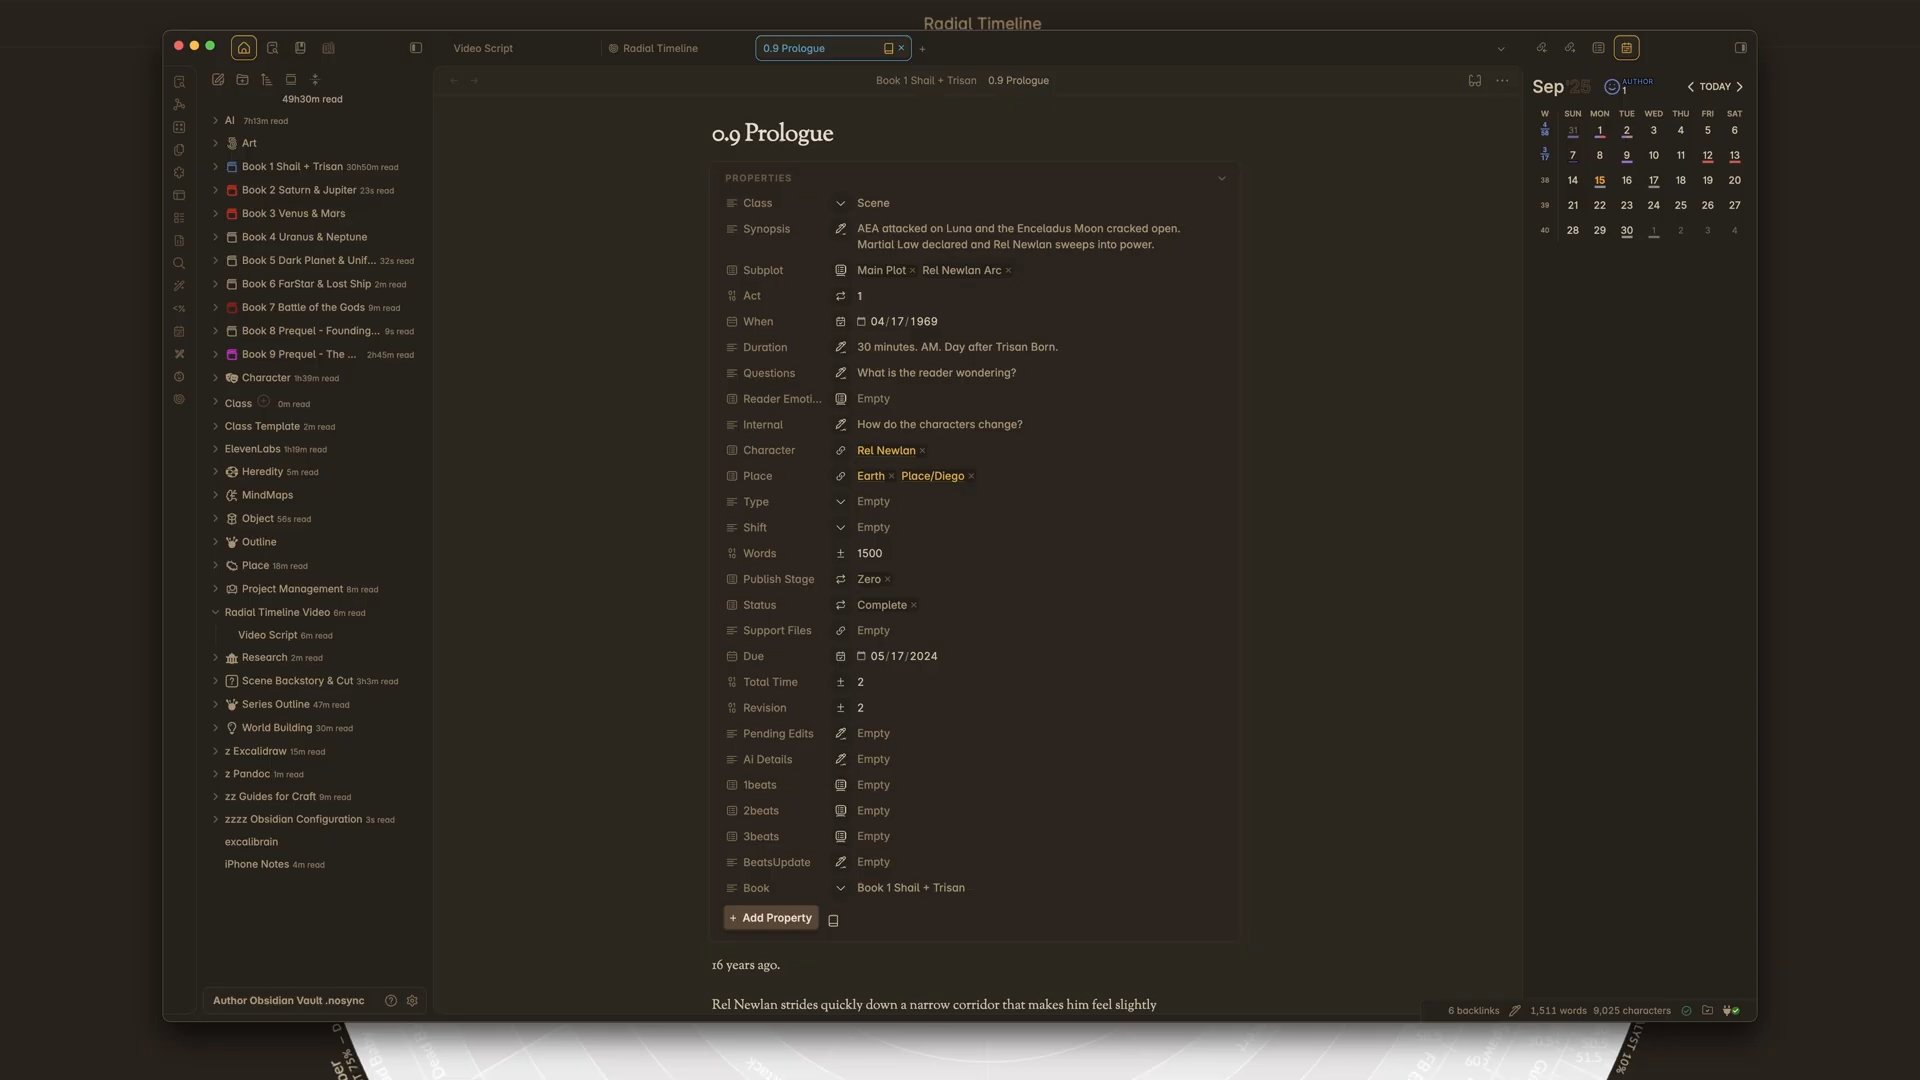 Radial Timeline
Video Script
Radial Timeline
0.9 Prologue
Book 1 Shail + Trisan 0.9 Prologue
49h30m read
AI 7h13m read
Art
Book 1 Shail + Trisan 30h50m read
Book 2 Saturn & Jupiter 23s read
Book 3 Venus & Mars
Book 4 Uranus & Neptune
Book 5 Dark Planet & Unif... 32s read
Book 6 FarStar & Lost Ship 2m read
Book 7 Battle of the Gods 9m read
Book 8 Prequel - Founding... 9s read
Book 9 Prequel - The ... 2h45m read
Character 1h39m read
Class 0m read
Class Template 2m read
ElevenLabs 1h19m read
Heredity 5m read
MindMaps
Object 56s read
Outline
Place 18m read
Project Management 8m read
Radial Timeline Video 6m read
Video Script 6m read
Research 2m read
Scene Backstory & Cut 3h3m read
Series Outline 47m read
World Building 30m read
z Excalidraw 15m read
z Pandoc 1m read
zz Guides for Craft 9m read
zzzz Obsidian Configuration 3s read
excalibrain
iPhone Notes 4m read
Author Obsidian Vault .nosync
0.9 Prologue
PROPERTIES
Class Scene
Synopsis AEA attacked on Luna and the Enceladus Moon cracked open.
Martial Law declared and Rel Newlan sweeps into power.
Subplot Main Plot × Rel Newlan Arc ×
Act 1
When 04/17/1969
Duration 30 minutes. AM. Day after Trisan Born.
Questions What is the reader wondering?
Reader Emoti... Empty
Internal How do the characters change?
Character Rel Newlan ×
Place Earth × Place/Diego ×
Type Empty
Shift Empty
Words 1500
Publish Stage Zero ×
Status Complete ×
Support Files Empty
Due 05/17/2024
Total Time 2
Revision 2
Pending Edits Empty
Ai Details Empty
1beats Empty
2beats Empty
3beats Empty
BeatsUpdate Empty
Book Book 1 Shail + Trisan
+ Add Property
16 years ago.
Rel Newlan strides quickly down a narrow corridor that makes him feel slightly
Sep '25 AUTHOR 1 < TODAY >
W SUN MON TUE WED THU FRI SAT
4/58 31 1 2 3 4 5 6
3/17 7 8 9 10 11 12 13
38 14 15 16 17 18 19 20
39 21 22 23 24 25 26 27
40 28 29 30 1 2 3 4
6 backlinks 1,511 words 9,025 characters
75%
LYST 10%
51.5